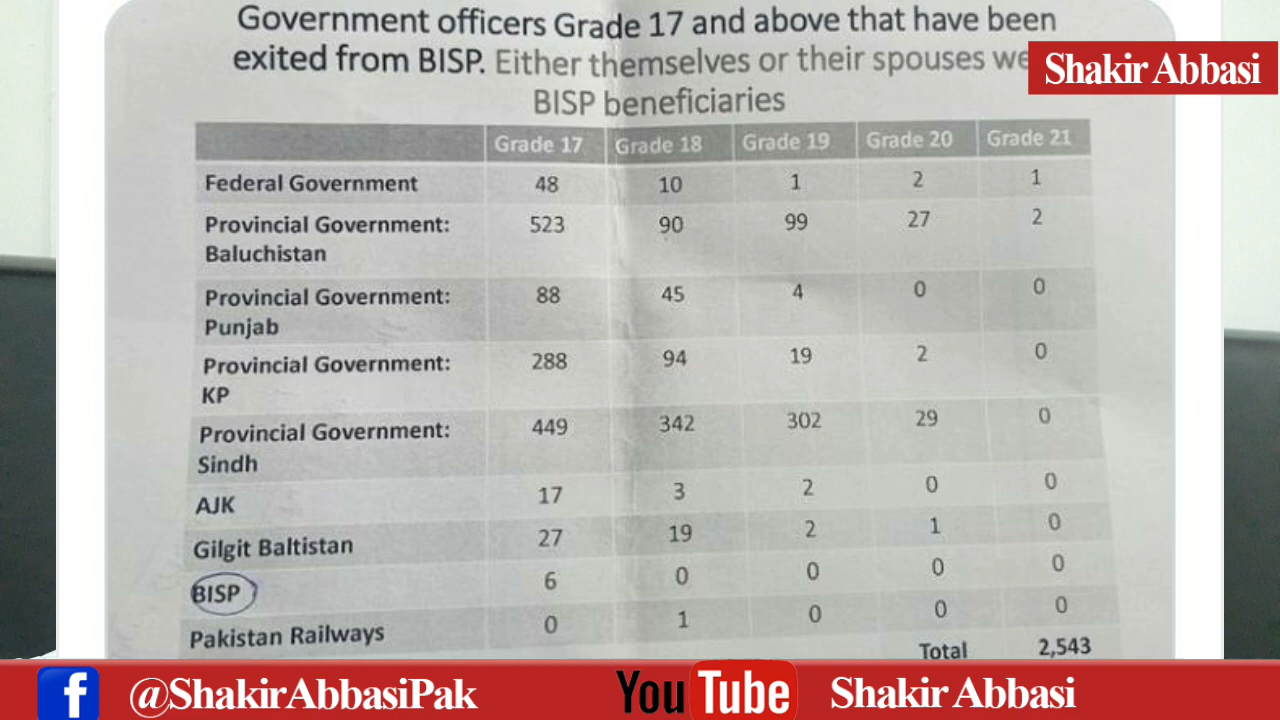 Government officers Grade 17 and above that have been
exited from BISP. Either themselves or their spouses we
Shakir Abbasi
BISP beneficiaries
Grade 17 Grade 18 Grade 19 Grade 20 Grade 21
Federal Government 48 10 1 2 1
Provincial Government: 523 90 99 27 2
Baluchistan
Provincial Government: 88 45 4 0 0
Punjab
Provincial Government: 288 94 19 2 0
KP
Provincial Government: 449 342 302 29 0
Sindh
AJK 17 3 2 0 0
Gilgit Baltistan 27 19 2 1 0
BISP 6 0 0 0 0
Pakistan Railways 0 1 0 0 0
Total 2,543
f @ShakirAbbasiPak YouTube Shakir Abbasi